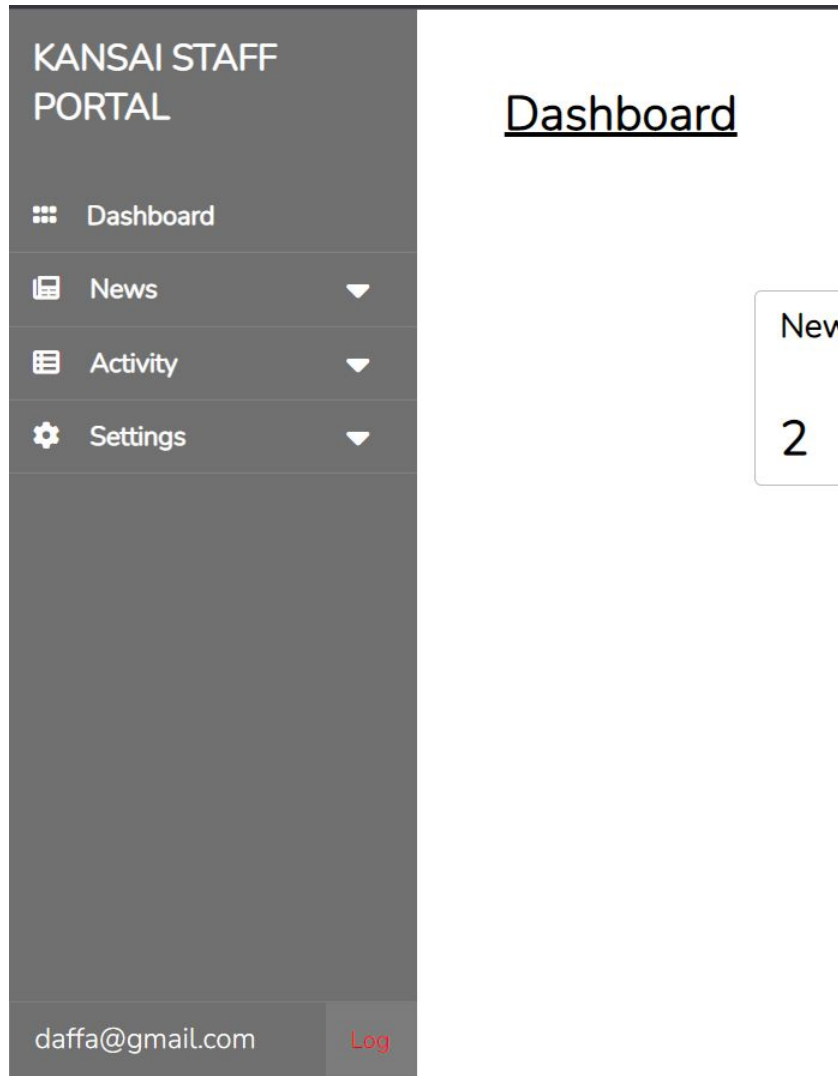 KANSAI STAFF
PORTAL
Dashboard
News
Activity
Settings
daffa@gmail.com
Log
Dashboard
2